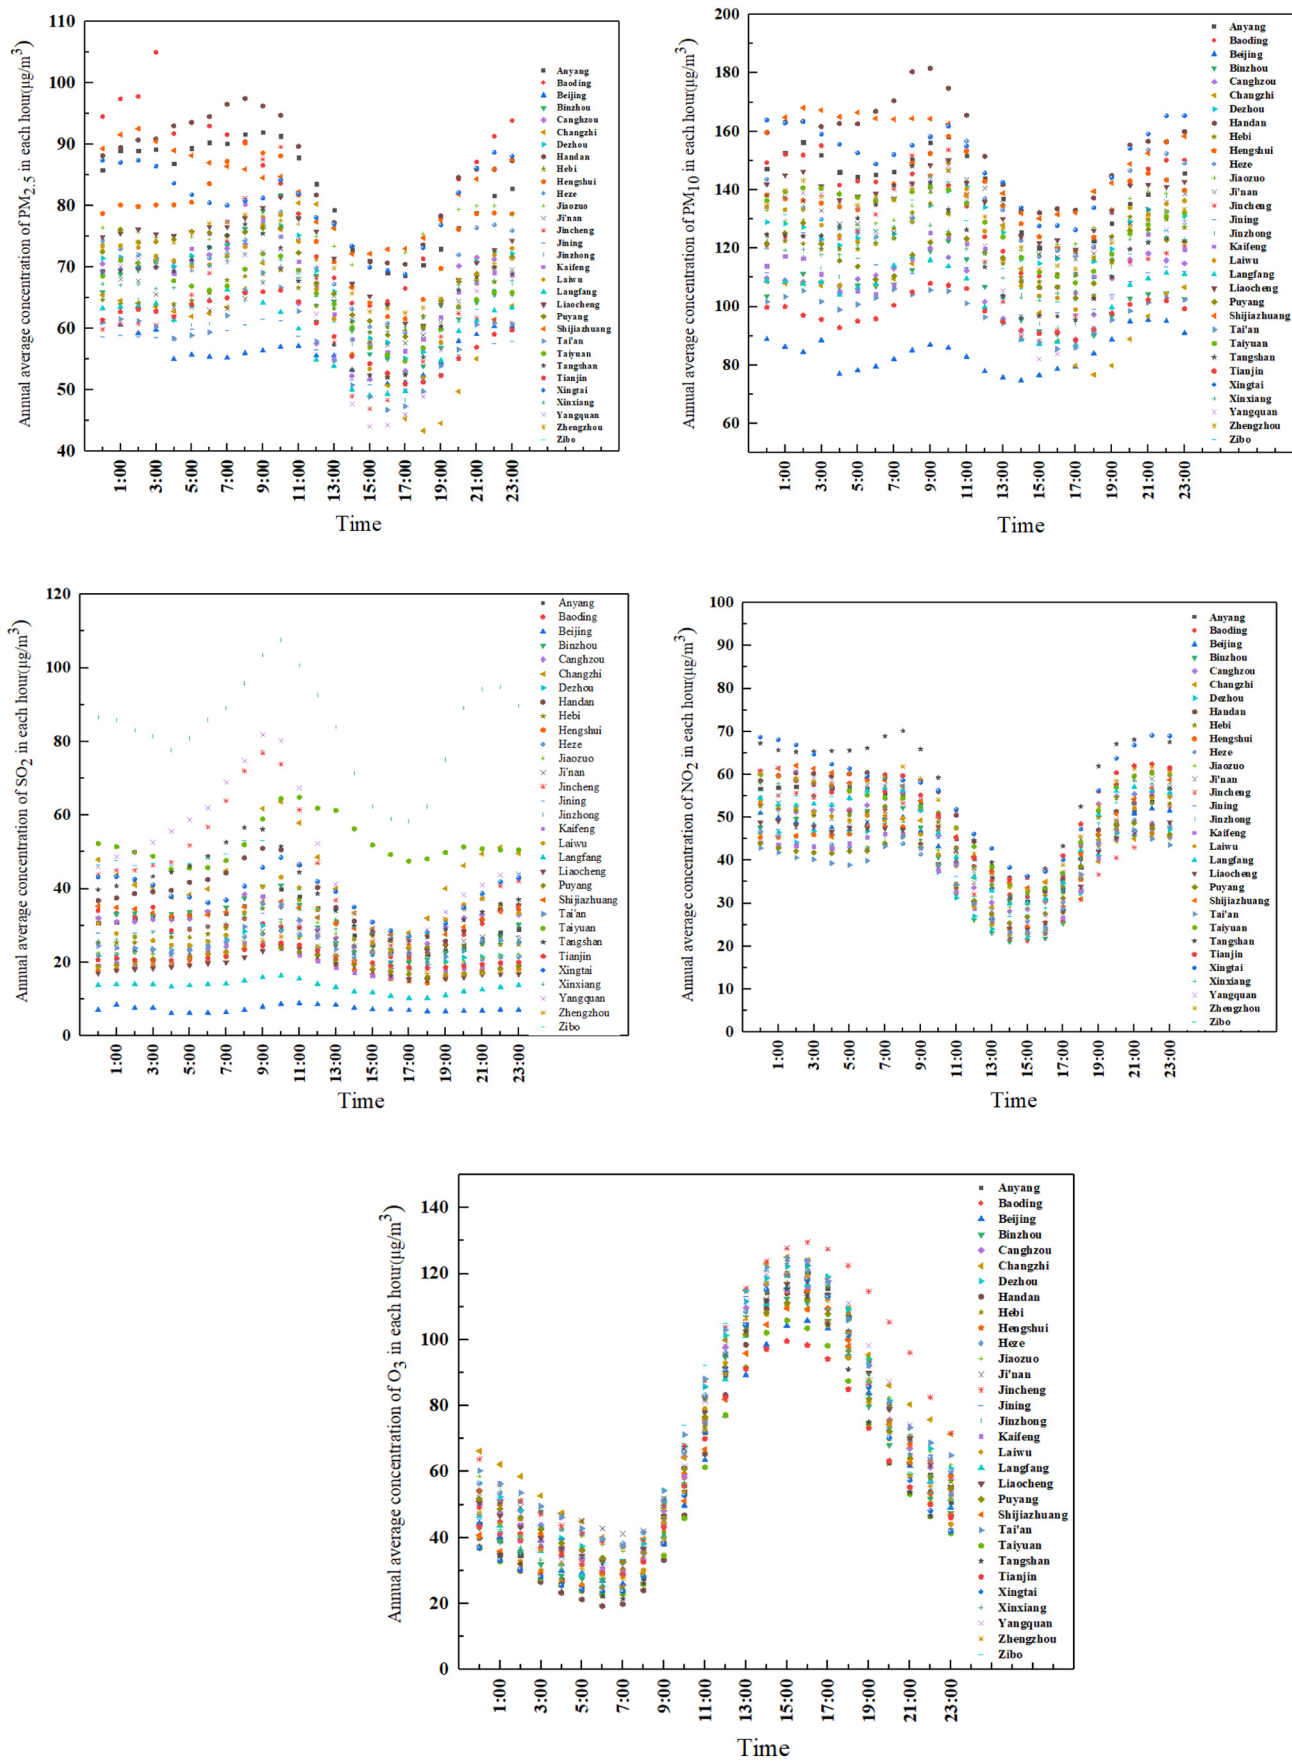 Annual average concentration of PM2.5 in each hour(μg/m3)
110
100
90
80
70
60
50
40
1:00
3:00
5:00
7:00
9:00
11:00
13:00
15:00
17:00
19:00
21:00
23:00
Time
Anyang
Baoding
Beijing
Binzhou
Canghzou
Changzhi
Dezhou
Handan
Hebi
Hengshui
Heze
Jiaozuo
Ji'nan
Jincheng
Jining
Jinzhong
Kaifeng
Laiwu
Langfang
Liaocheng
Puyang
Shijiazhuang
Tai'an
Taiyuan
Tangshan
Tianjin
Xingtai
Xinxiang
Yangquan
Zhengzhou
Zibo
Annual average concentration of PM10 in each hour(μg/m3)
200
180
160
140
120
100
80
60
1:00
3:00
5:00
7:00
9:00
11:00
13:00
15:00
17:00
19:00
21:00
23:00
Time
Anyang
Baoding
Beijing
Binzhou
Canghzou
Changzhi
Dezhou
Handan
Hebi
Hengshui
Heze
Jiaozuo
Ji'nan
Jincheng
Jining
Jinzhong
Kaifeng
Laiwu
Langfang
Liaocheng
Puyang
Shijiazhuang
Tai'an
Taiyuan
Tangshan
Tianjin
Xingtai
Xinxiang
Yangquan
Zhengzhou
Zibo
Annual average concentration of SO2 in each hour(μg/m3)
120
100
80
60
40
20
0
1:00
3:00
5:00
7:00
9:00
11:00
13:00
15:00
17:00
19:00
21:00
23:00
Time
Anyang
Baoding
Beijing
Binzhou
Canghzou
Changzhi
Dezhou
Handan
Hebi
Hengshui
Heze
Jiaozuo
Ji'nan
Jincheng
Jining
Jinzhong
Kaifeng
Laiwu
Langfang
Liaocheng
Puyang
Shijiazhuang
Tai'an
Taiyuan
Tangshan
Tianjin
Xingtai
Xinxiang
Yangquan
Zhengzhou
Zibo
Annual average concentration of NO2 in each hour(μg/m3)
100
90
80
70
60
50
40
30
20
10
0
1:00
3:00
5:00
7:00
9:00
11:00
13:00
15:00
17:00
19:00
21:00
23:00
Time
Anyang
Baoding
Beijing
Binzhou
Canghzou
Changzhi
Dezhou
Handan
Hebi
Hengshui
Heze
Jiaozuo
Ji'nan
Jincheng
Jining
Jinzhong
Kaifeng
Laiwu
Langfang
Liaocheng
Puyang
Shijiazhuang
Tai'an
Taiyuan
Tangshan
Tianjin
Xingtai
Xinxiang
Yangquan
Zhengzhou
Zibo
Annual average concentration of O3 in each hour(μg/m3)
140
120
100
80
60
40
20
0
1:00
3:00
5:00
7:00
9:00
11:00
13:00
15:00
17:00
19:00
21:00
23:00
Time
Anyang
Baoding
Beijing
Binzhou
Canghzou
Changzhi
Dezhou
Handan
Hebi
Hengshui
Heze
Jiaozuo
Ji'nan
Jincheng
Jining
Jinzhong
Kaifeng
Laiwu
Langfang
Liaocheng
Puyang
Shijiazhuang
Tai'an
Taiyuan
Tangshan
Tianjin
Xingtai
Xinxiang
Yangquan
Zhengzhou
Zibo